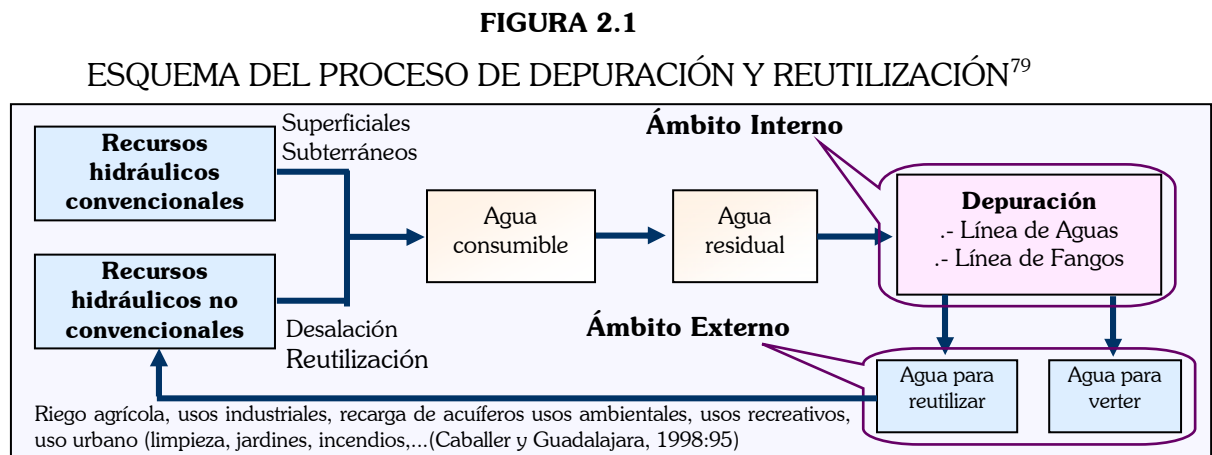 FIGURA 2.1
ESQUEMA DEL PROCESO DE DEPURACIÓN Y REUTILIZACIÓN79
Recursos
hidráulicos
convencionales
Superficiales
Subterráneos
Ámbito Interno
Agua
consumible
Agua
residual
Depuración
.- Línea de Aguas
.- Línea de Fangos
Recursos
hidráulicos no
convencionales
Desalación
Reutilización
Ámbito Externo
Agua para
reutilizar
Agua para
verter
Riego agrícola, usos industriales, recarga de acuíferos usos ambientales, usos recreativos,
uso urbano (limpieza, jardines, incendios,...(Caballer y Guadalajara, 1998:95)